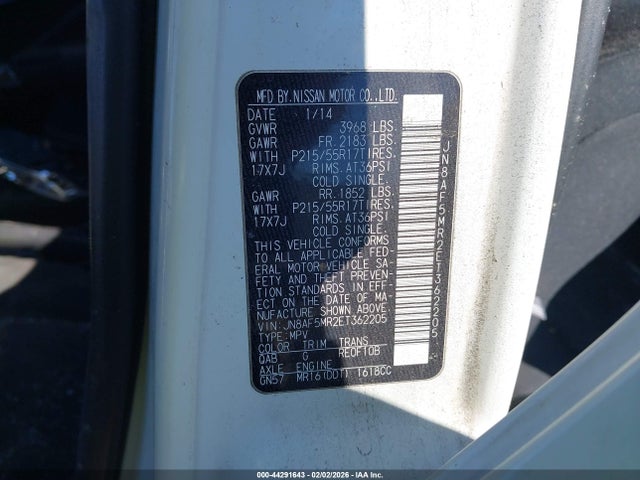 MFD BY. NISSAN MOTOR CO., LTD.
DATE 1/14
GVWR 3968 LBS.
GAWR FR. 2183 LBS.
WITH P215/55R17TIRES.
17X7J RIMS. AT36PSI
COLD SINGLE.
GAWR RR. 1852 LBS.
WITH P215/55R17TIRES.
17X7J RIMS. AT36PSI
COLD SINGLE.
THIS VEHICLE CONFORMS
TO ALL APPLICABLE FED-
ERAL MOTOR VEHICLE SA-
FETY AND THEFT PREVEN-
TION STANDARDS IN EFF-
ECT ON THE DATE OF MA-
NUFACTURE SHOWN ABOVE.
VIN: JN8AF5MR2ET362205
TYPE: MPV
COLOR TRIM TRANS
QAB G RE0F10B
AXLE ENGINE
GN57 MR16(DDT) 1618CC
JN8AF5MR2ET362205
000-44291643 - 02/02/2026 - IAA Inc.